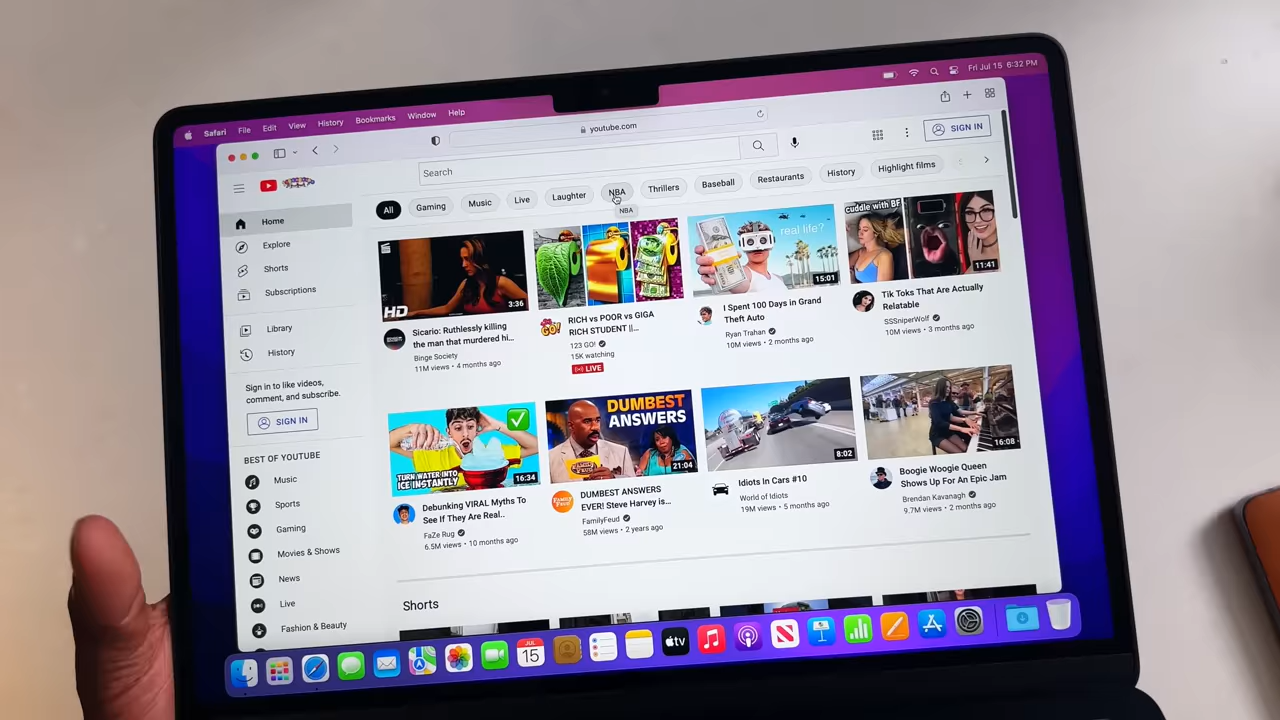 Safari File Edit View History Bookmarks Window Help
Fri Jul 15 6:32 PM
youtube.com
Search
SIGN IN
All Gaming Music Live Laughter NBA Thrillers Baseball Restaurants History Highlight films
NBA
Home
Explore
Shorts
Subscriptions
Library
History
Sign in to like videos,
comment, and subscribe.
SIGN IN
BEST OF YOUTUBE
Music
Sports
Gaming
Movies & Shows
News
Live
Fashion & Beauty
HD
3:36
Sicario: Ruthlessly killing
the man that murdered hi...
Binge Society
11M views • 4 months ago
GO!
RICH vs POOR vs GIGA
RICH STUDENT ||...
123 GO!
15K watching
LIVE
real life?
15:01
I Spent 100 Days in Grand
Theft Auto
Ryan Trahan
10M views • 2 months ago
cuddle with BF
11:41
Tik Toks That Are Actually
Relatable
SSSniperWolf
10M views • 3 months ago
TURN WATER INTO
ICE INSTANTLY
16:34
Debunking VIRAL Myths To
See If They Are Real..
FaZe Rug
6.5M views • 10 months ago
DUMBEST
ANSWERS
FAMILY FEUD
21:04
FAMILY FEUD
DUMBEST ANSWERS
EVER! Steve Harvey is...
FamilyFeud
58M views • 2 years ago
8:02
Idiots In Cars #10
World of Idiots
19M views • 5 months ago
16:08
Boogie Woogie Queen
Shows Up For An Epic Jam
Brendan Kavanagh
9.7M views • 2 months ago
Shorts
JUL
15
tv